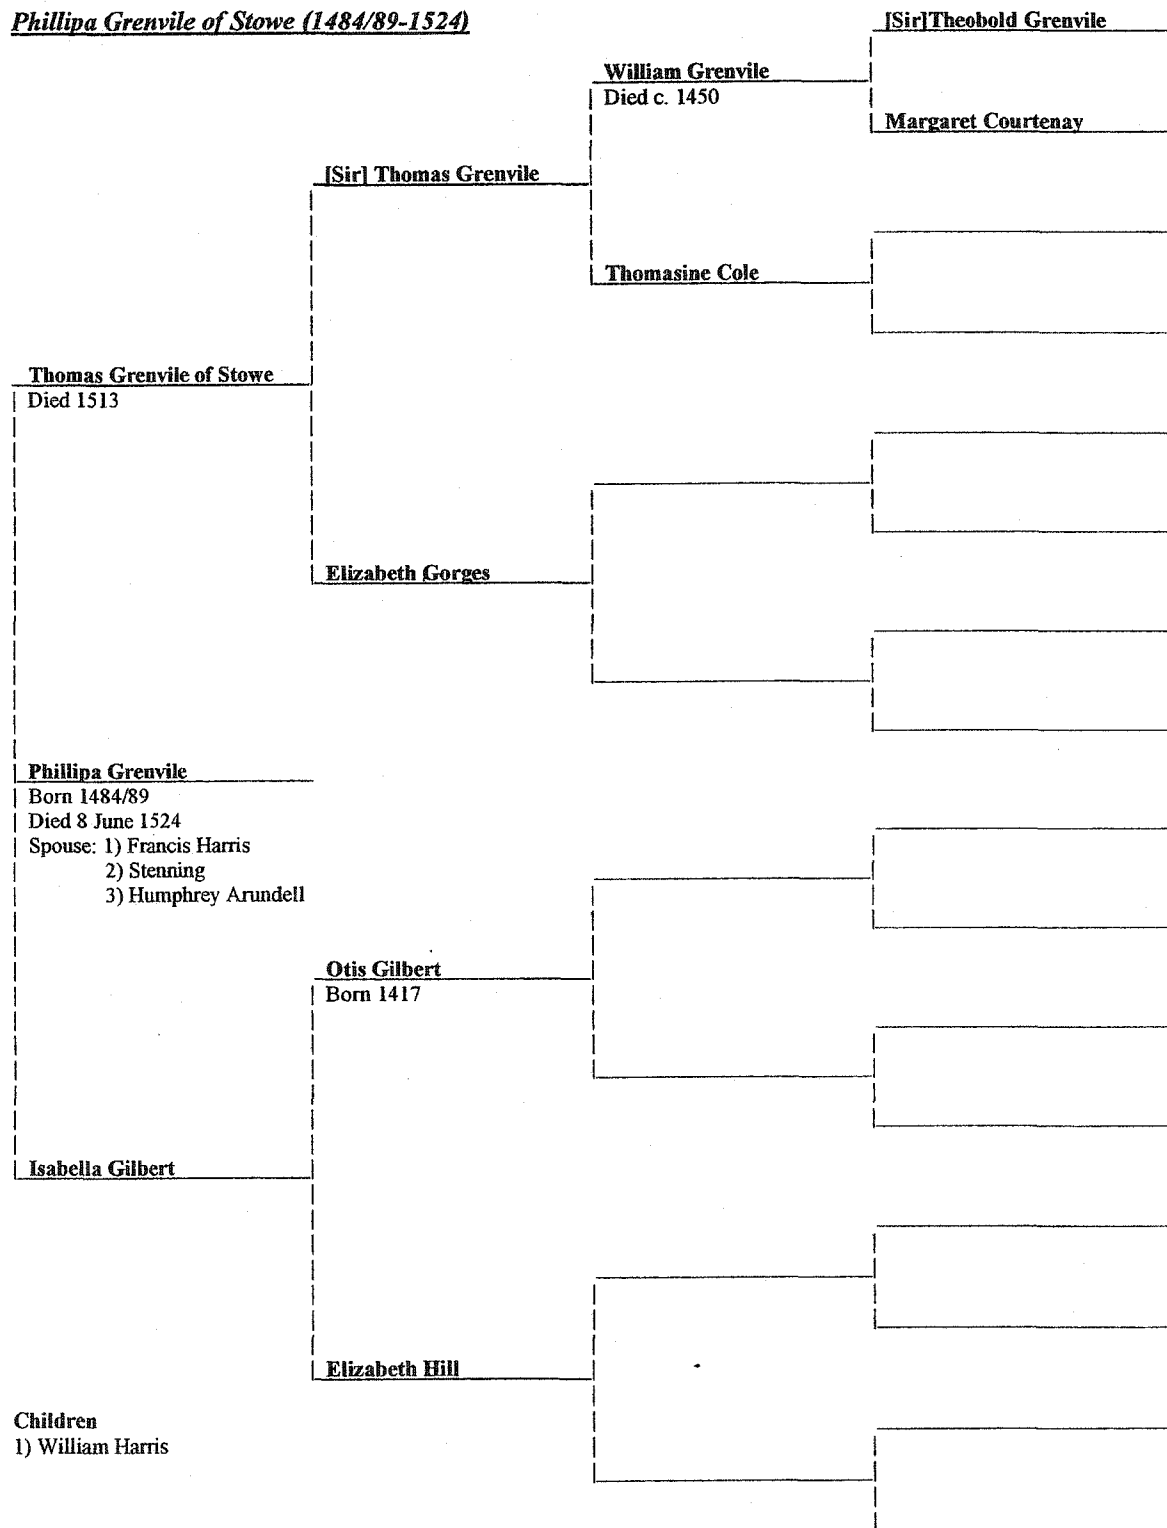 Phillipa Grenvile of Stowe (1484/89-1524)
[Sir]Theobold Grenvile
William Grenvile
Died c. 1450
Margaret Courtenay
[Sir] Thomas Grenvile
Thomasine Cole
Thomas Grenvile of Stowe
Died 1513
Elizabeth Gorges
Phillipa Grenvile
Born 1484/89
Died 8 June 1524
Spouse: 1) Francis Harris
2) Stenning
3) Humphrey Arundell
Otis Gilbert
Born 1417
Isabella Gilbert
Elizabeth Hill
Children
1) William Harris